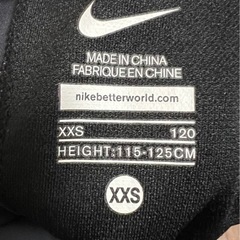 MADE IN CHINA
FABRIQUE EN CHINE
nikebetterworld.com
XXS 120
HEIGHT:115-125CM
XXS